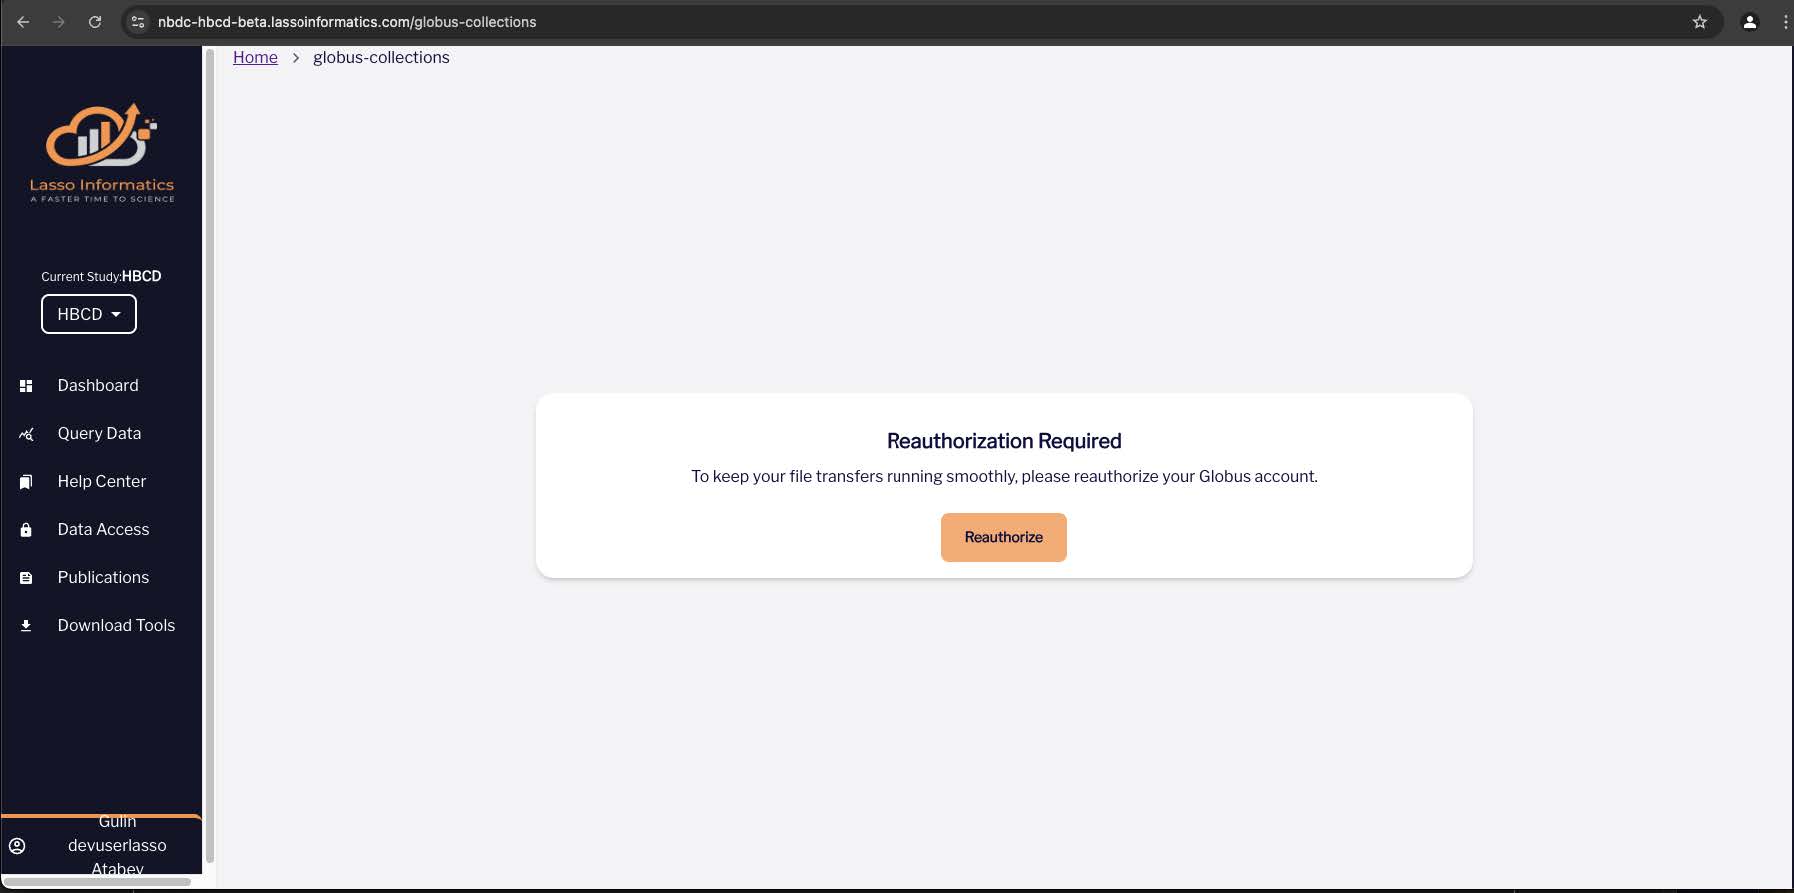 nbdc-hbcd-beta.lassoinformatics.com/globus-collections
Home > globus-collections
Lasso Informatics
A FASTER TIME TO SCIENCE
Current Study:HBCD
HBCD
Dashboard
Query Data
Help Center
Data Access
Publications
Download Tools
Reauthorization Required
To keep your file transfers running smoothly, please reauthorize your Globus account.
Reauthorize
Gulin
devuserlasso
Atabey